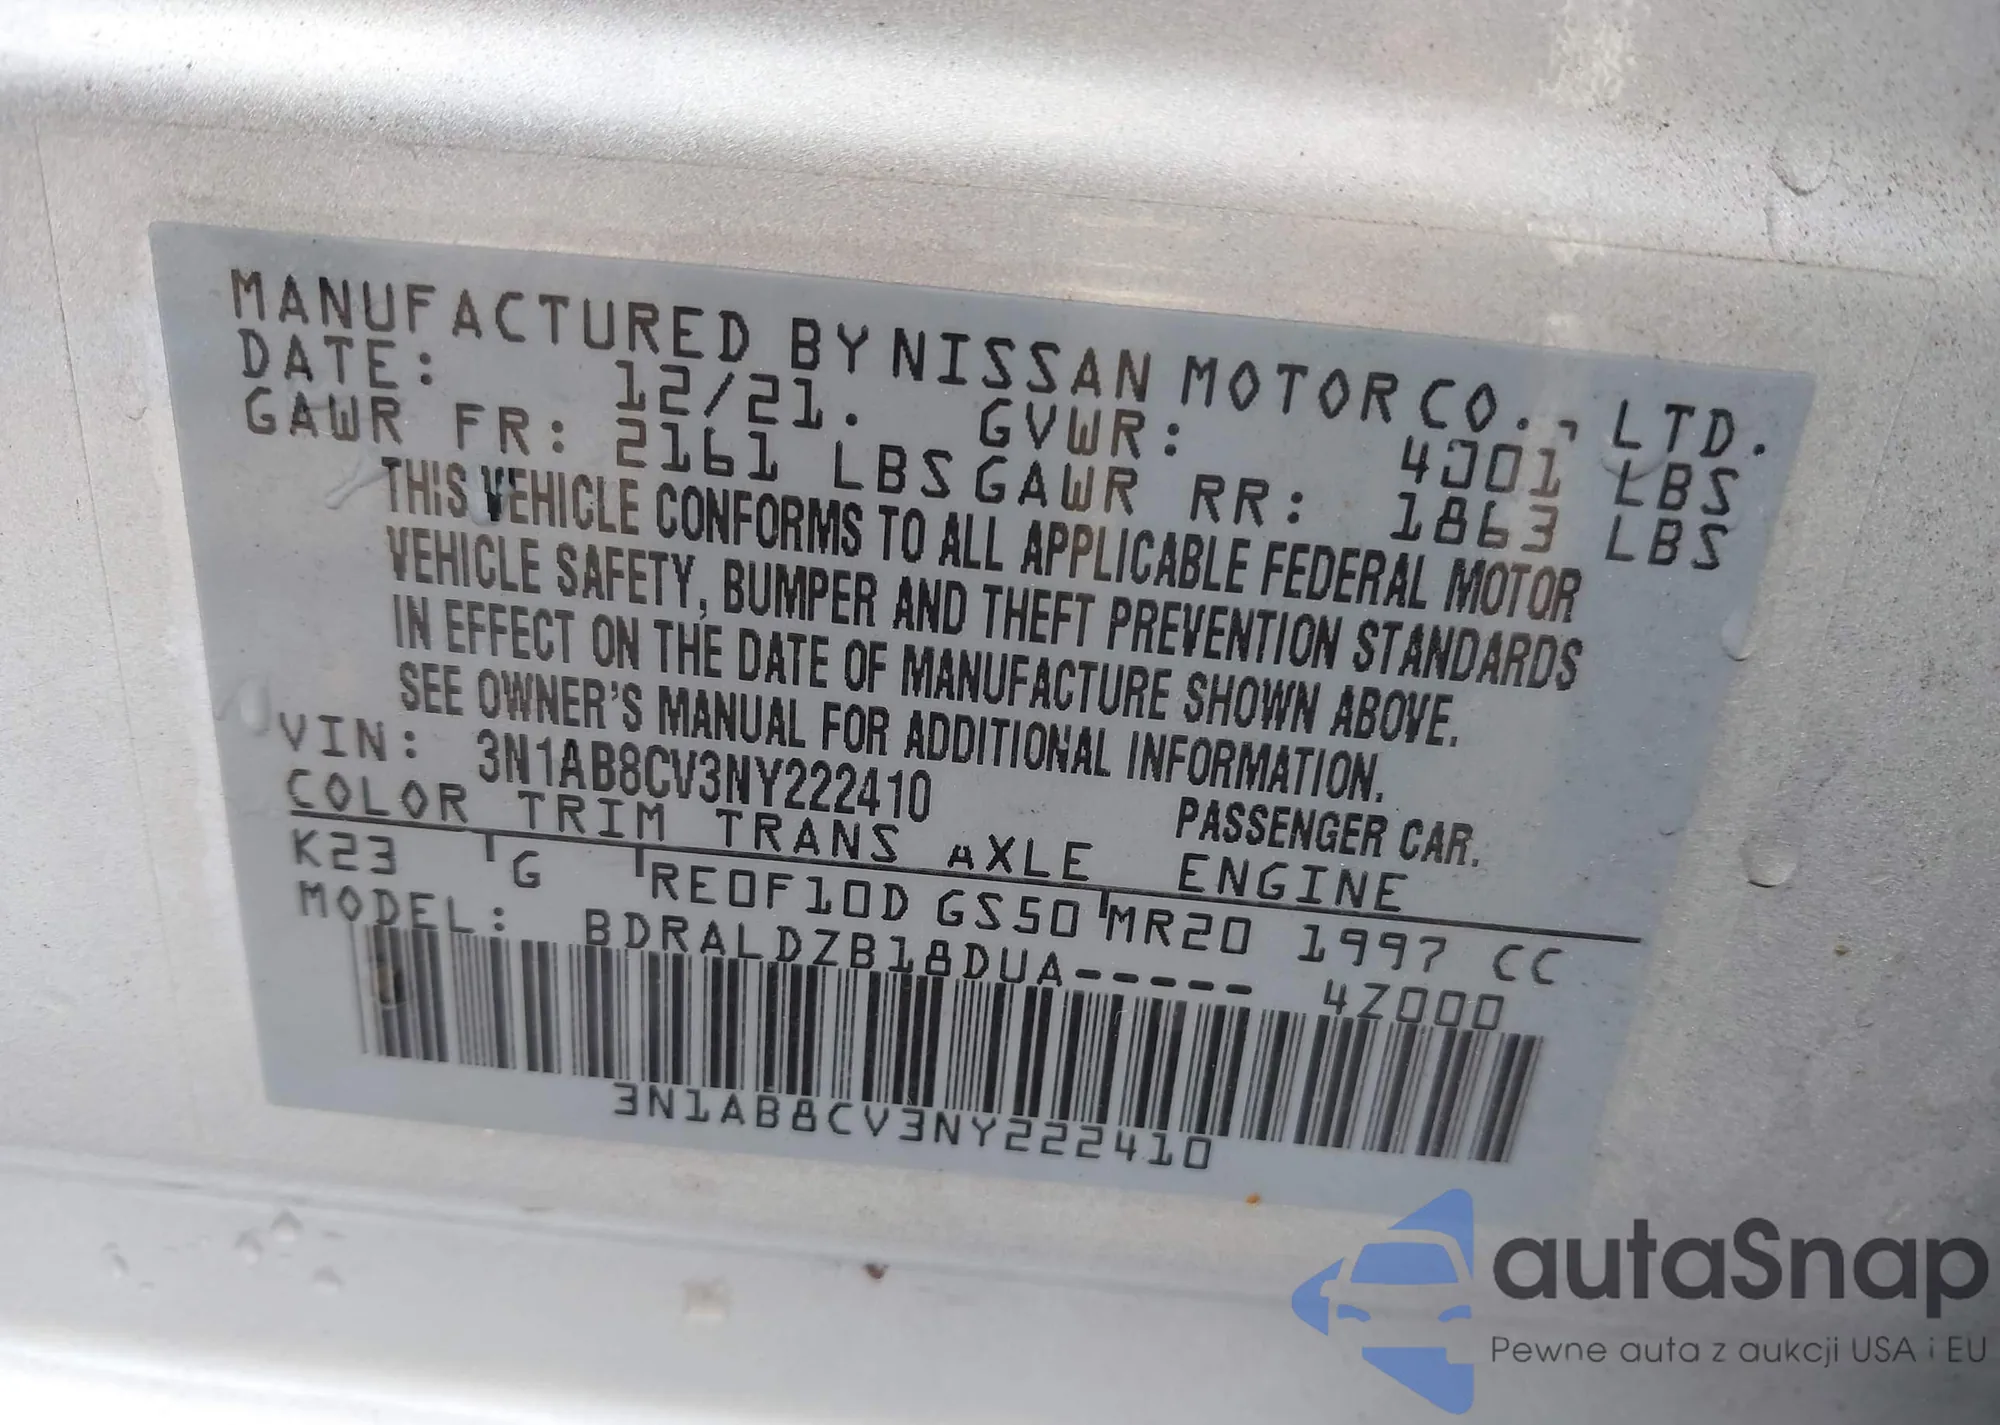 MANUFACTURED BY NISSAN MOTOR CO., LTD.
DATE: 12/21. GVWR: 4001 LBS
GAWR FR: 2161 LBS GAWR RR: 1863 LBS
THIS VEHICLE CONFORMS TO ALL APPLICABLE FEDERAL MOTOR
VEHICLE SAFETY, BUMPER AND THEFT PREVENTION STANDARDS
IN EFFECT ON THE DATE OF MANUFACTURE SHOWN ABOVE.
SEE OWNER'S MANUAL FOR ADDITIONAL INFORMATION.
VIN: 3N1AB8CV3NY222410 PASSENGER CAR.
COLOR TRIM TRANS AXLE ENGINE
K23 G RE0F10D GS50 MR20 1997 CC
MODEL: BDRALDZB18DUA----- 4Z000
3N1AB8CV3NY222410
autaSnap
Pewne auta z aukcji USA i EU